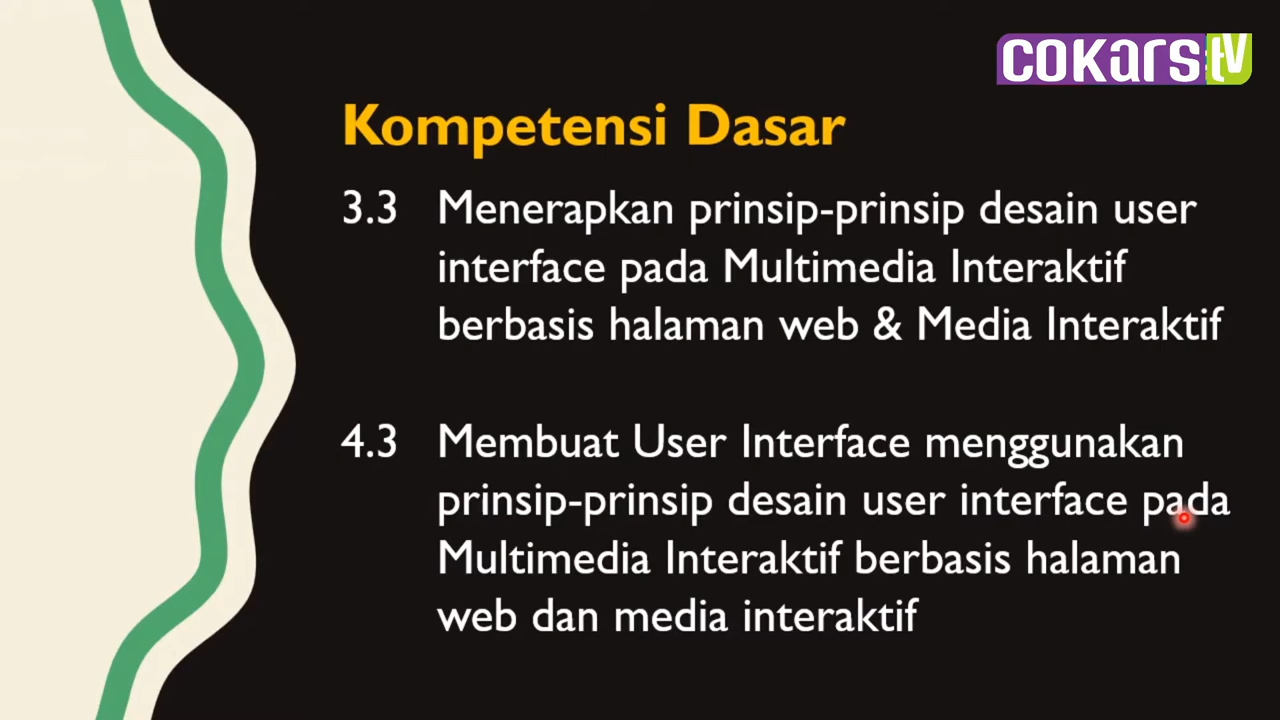 cokars tv
Kompetensi Dasar
3.3 Menerapkan prinsip-prinsip desain user
interface pada Multimedia Interaktif
berbasis halaman web & Media Interaktif
4.3 Membuat User Interface menggunakan
prinsip-prinsip desain user interface pada
Multimedia Interaktif berbasis halaman
web dan media interaktif